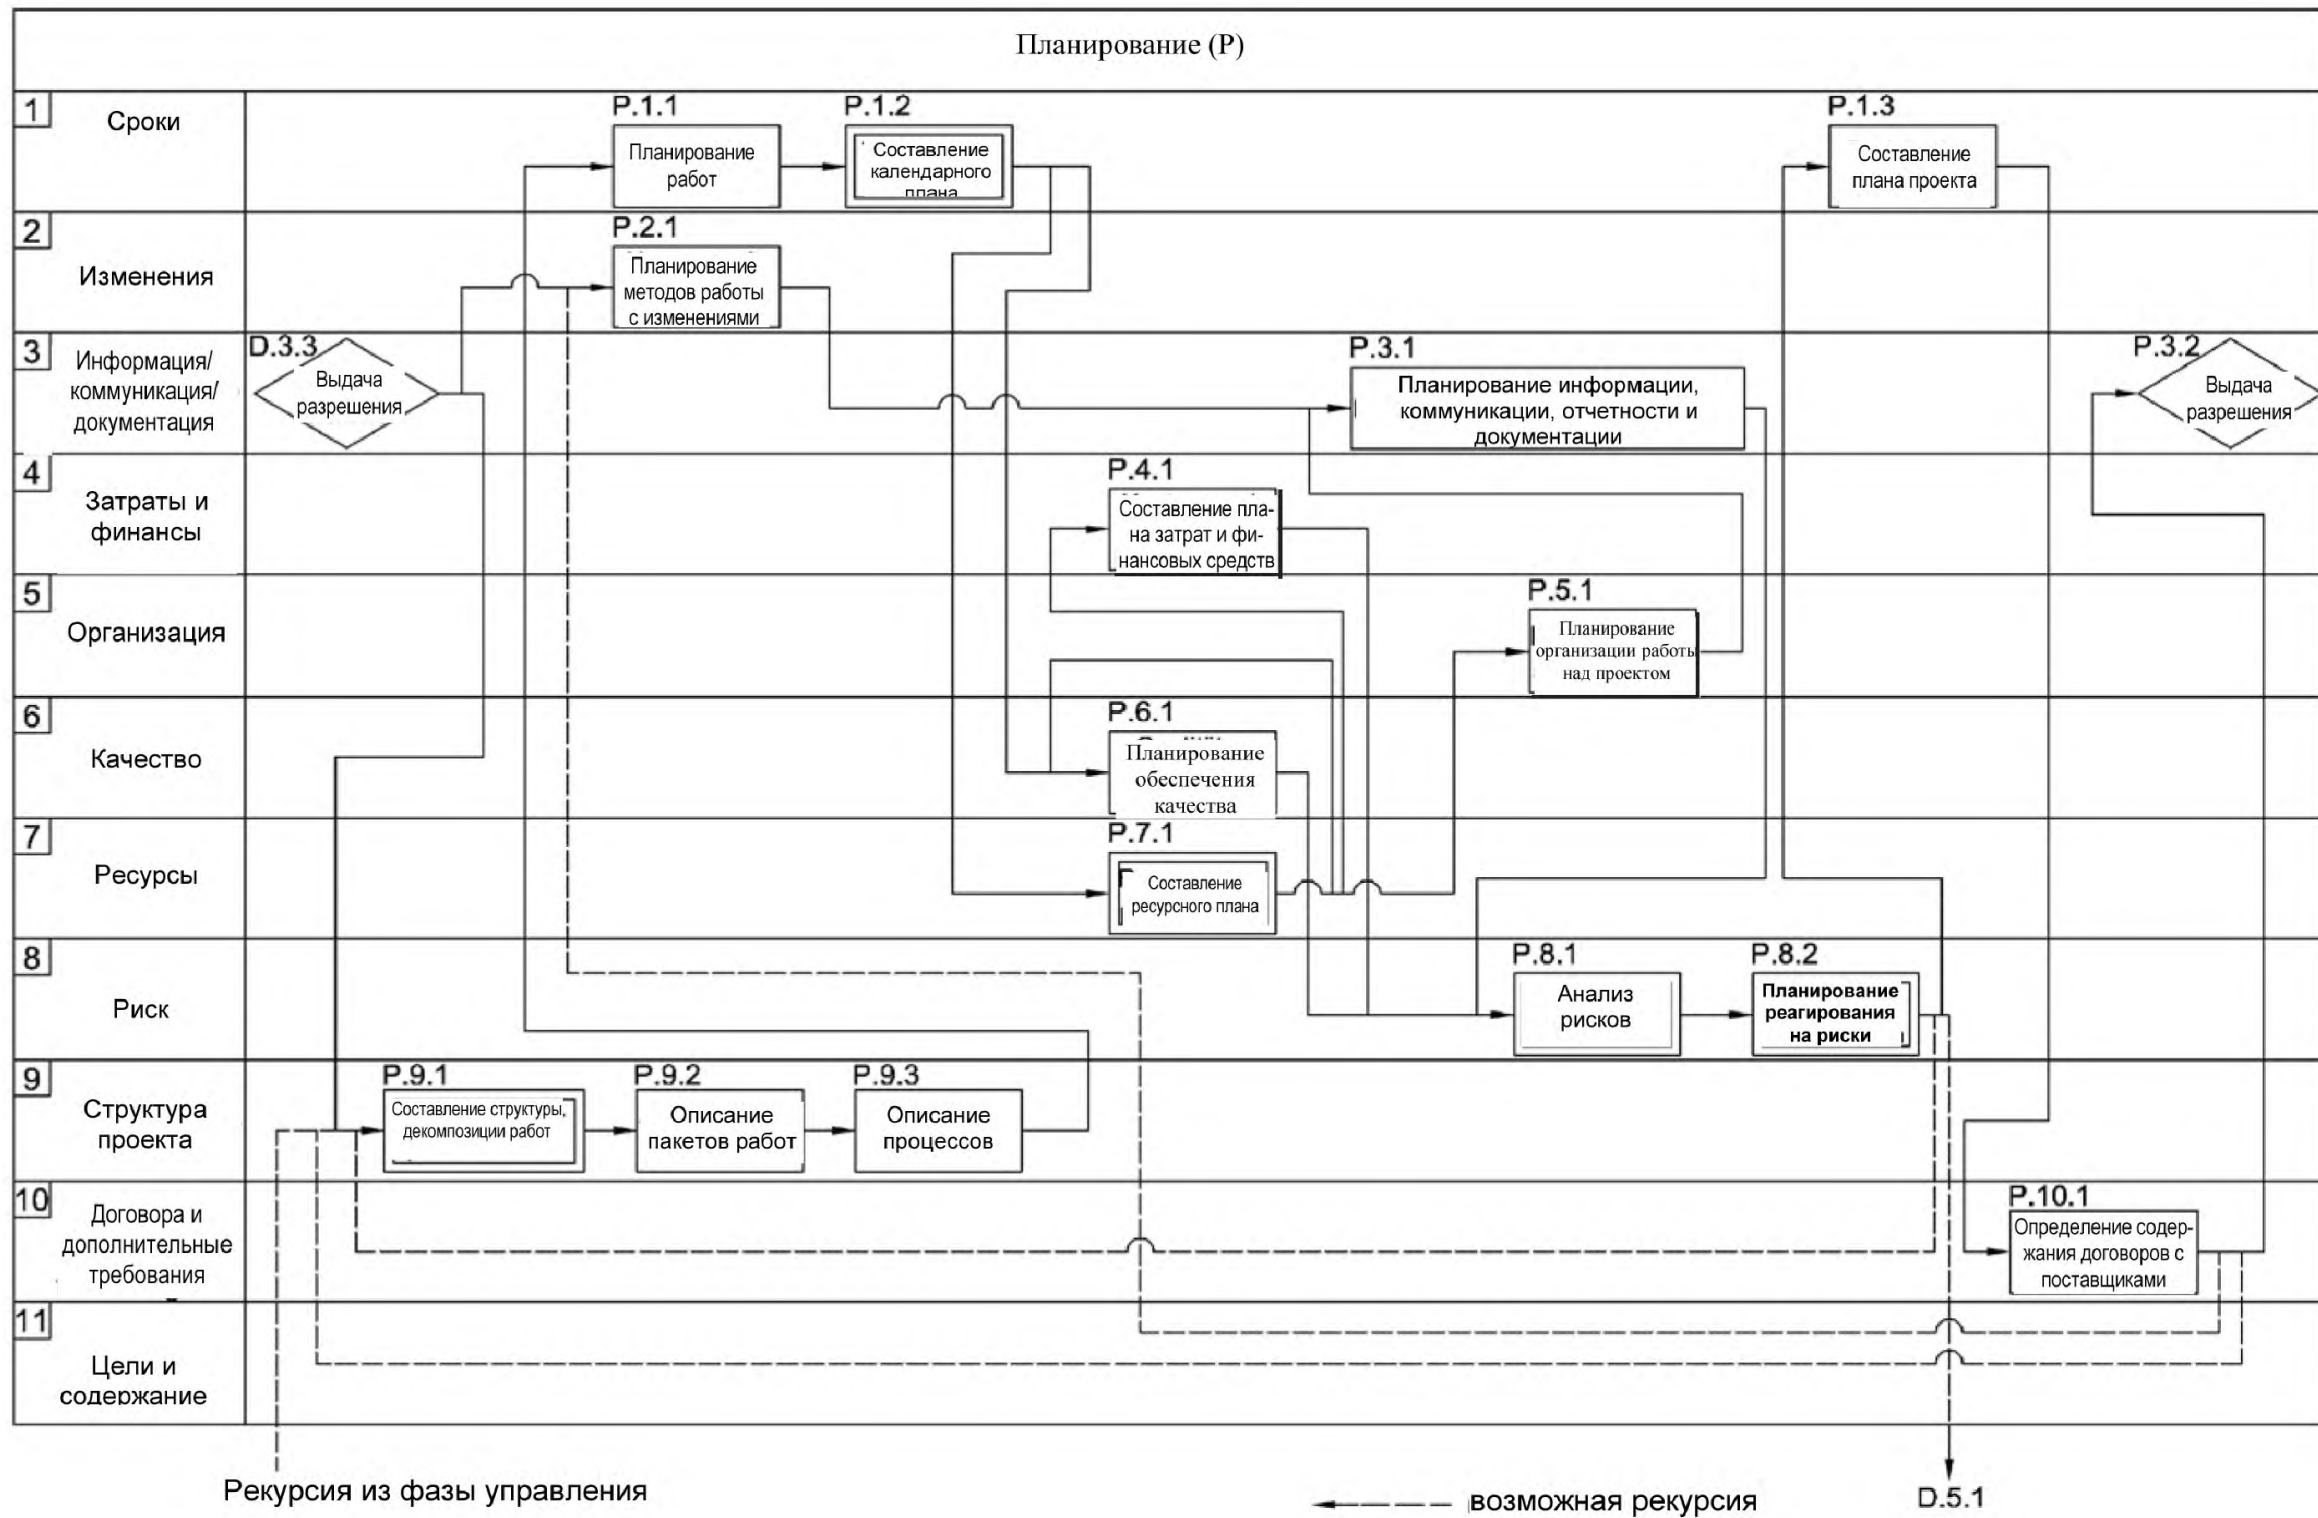 Планирование (P)
1
Сроки
P.1.1
Планирование
работ
P.1.2
Составление
календарного
плана
P.1.3
Составление
плана проекта
2
Изменения
P.2.1
Планирование
методов работы
с изменениями
3
Информация/
коммуникация/
документация
D.3.3
Выдача
разрешения
P.3.1
Планирование информации,
коммуникации, отчетности и
документации
P.3.2
Выдача
разрешения
4
Затраты и
финансы
P.4.1
Составление пла-
на затрат и фи-
нансовых средств
5
Организация
P.5.1
Планирование
организации работы
над проектом
6
Качество
P.6.1
Планирование
обеспечения
качества
7
Ресурсы
P.7.1
Составление
ресурсного плана
8
Риск
P.8.1
Анализ
рисков
P.8.2
Планирование
реагирования
на риски
9
Структура
проекта
P.9.1
Составление структуры,
декомпозиции работ
P.9.2
Описание
пакетов работ
P.9.3
Описание
процессов
10
Договора и
дополнительные
требования
P.10.1
Определение содер-
жания договоров с
поставщиками
11
Цели и
содержание
Рекурсия из фазы управления
возможная рекурсия
D.5.1